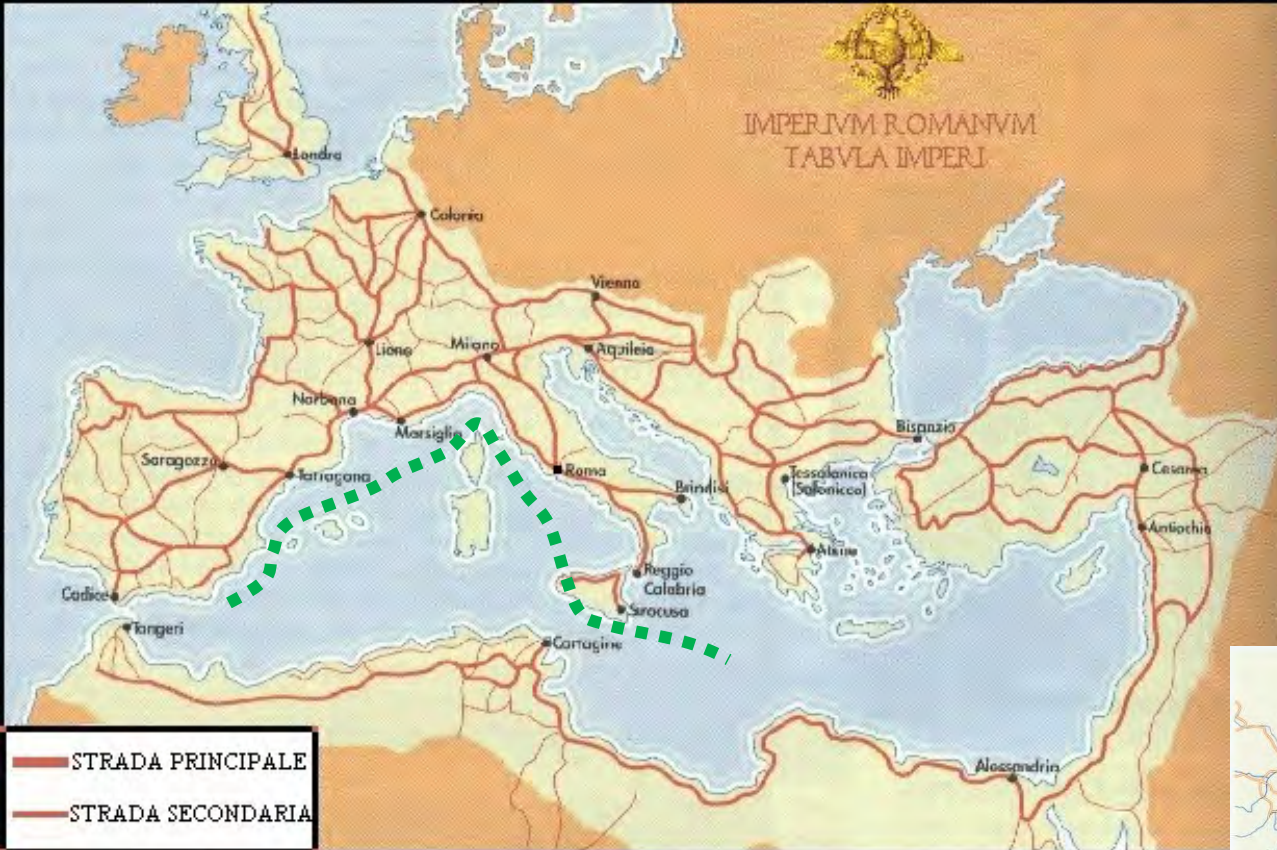 IMPERIVM ROMANVM
TABVLA IMPERI
Londra
Colonia
Vienna
Lione
Milano
Aquileia
Narbona
Marsiglia
Bisanzio
Saragozza
Tarragona
Roma
Brindisi
Tessalonica
(Salonicco)
Cesarea
Antiochia
Atene
Reggio
Calabria
Cadice
Siracusa
Tangeri
Cartagine
Alessandria
STRADA PRINCIPALE
STRADA SECONDARIA